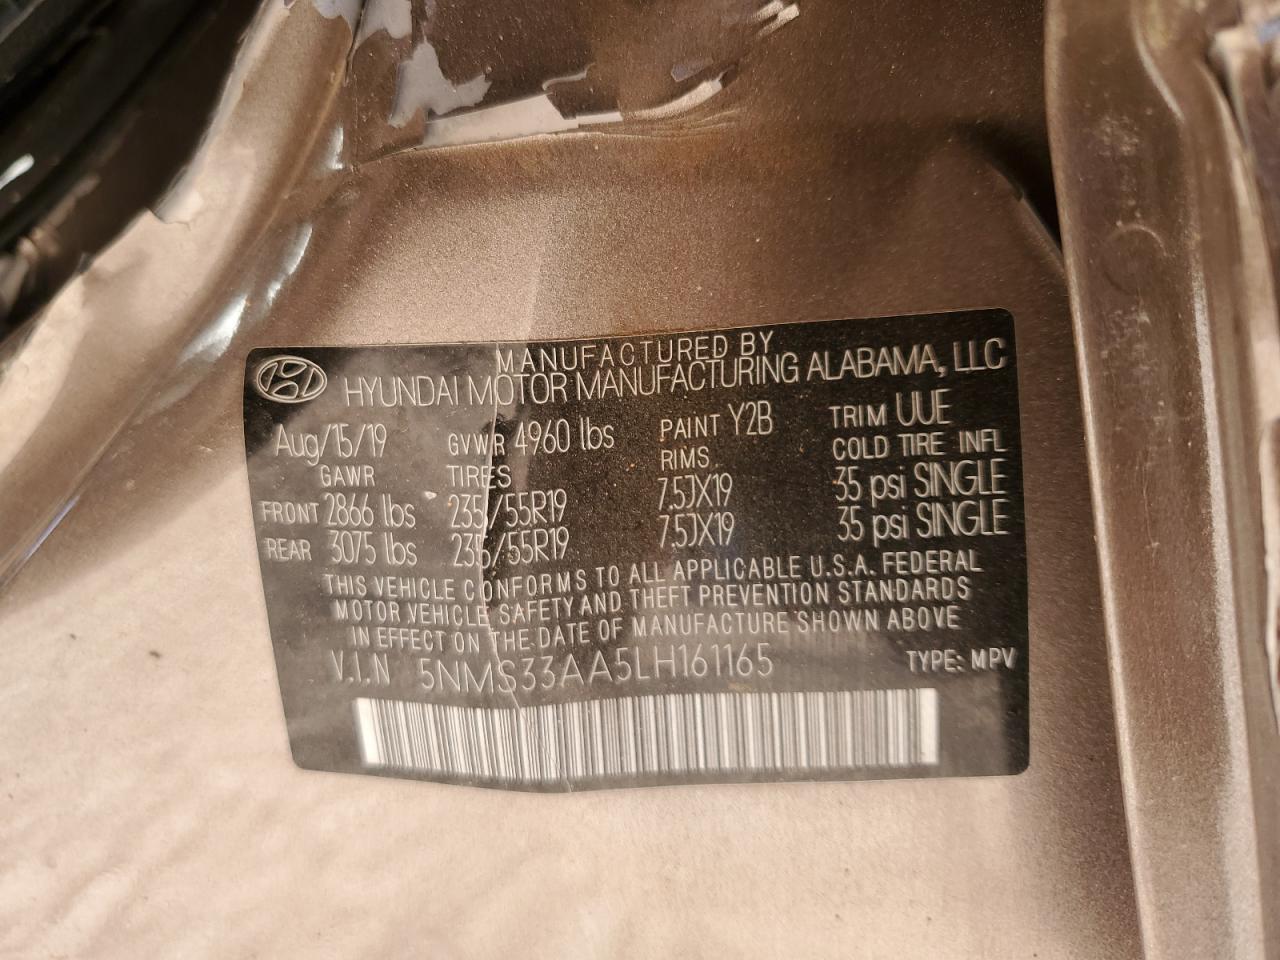 MANUFACTURED BY
HYUNDAI MOTOR MANUFACTURING ALABAMA, LLC
Aug/15/19 GVWR 4960 lbs PAINT Y2B TRIM UUE
GAWR TIRES RIMS COLD TIRE INFL
FRONT 2866 lbs 235/55R19 7.5JX19 35 psi SINGLE
REAR 3075 lbs 235/55R19 7.5JX19 35 psi SINGLE
THIS VEHICLE CONFORMS TO ALL APPLICABLE U.S.A. FEDERAL
MOTOR VEHICLE SAFETY AND THEFT PREVENTION STANDARDS
IN EFFECT ON THE DATE OF MANUFACTURE SHOWN ABOVE
V.I.N 5NMS33AA5LH161165 TYPE: MPV